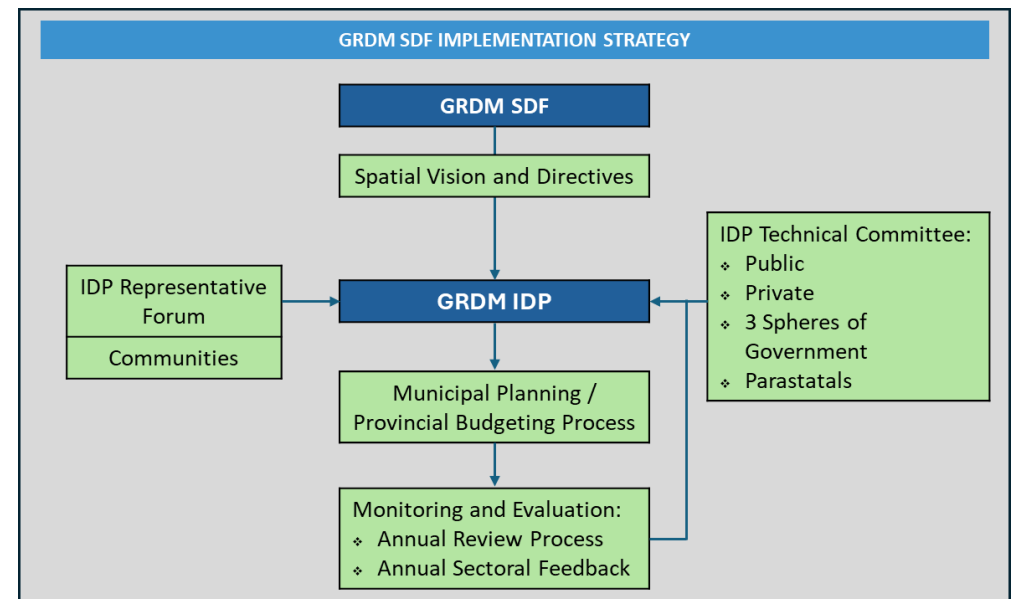 GRDM SDF IMPLEMENTATION STRATEGY
GRDM SDF
Spatial Vision and Directives
IDP Technical Committee:
❖ Public
❖ Private
❖ 3 Spheres of
Government
❖ Parastatals
IDP Representative
Forum
Communities
GRDM IDP
Municipal Planning /
Provincial Budgeting Process
Monitoring and Evaluation:
❖ Annual Review Process
❖ Annual Sectoral Feedback